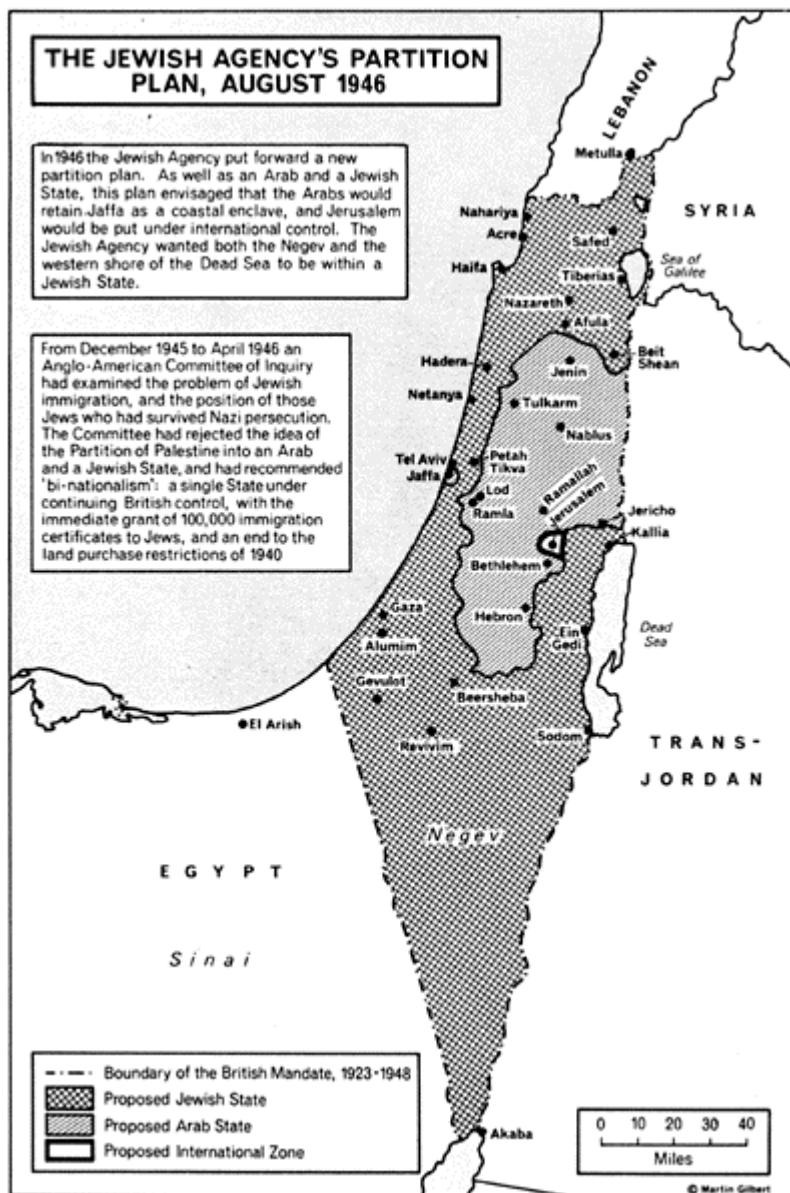 THE JEWISH AGENCY'S PARTITION
PLAN, AUGUST 1946
In 1946 the Jewish Agency put forward a new
partition plan. As well as an Arab and a Jewish
State, this plan envisaged that the Arabs would
retain Jaffa as a coastal enclave, and Jerusalem
would be put under international control. The
Jewish Agency wanted both the Negev and the
western shore of the Dead Sea to be within a
Jewish State.
From December 1945 to April 1946 an
Anglo-American Committee of Inquiry
had examined the problem of Jewish
immigration, and the position of those
Jews who had survived Nazi persecution.
The Committee had rejected the idea of
the Partition of Palestine into an Arab
and a Jewish State, and had recommended
'bi-nationalism': a single State under
continuing British control, with the
immediate grant of 100,000 immigration
certificates to Jews, and an end to the
land purchase restrictions of 1940
LEBANON
Metulla
SYRIA
Nahariya
Acre
Safed
Haifa
Tiberias
Sea of
Galilee
Nazareth
Afula
Hadera
Beit
Shean
Jenin
Netanya
Tulkarm
Nablus
Tel Aviv
Jaffa
Petah
Tikva
Lod
Ramla
Ramallah
Jerusalem
Jericho
Kallia
Bethlehem
Gaza
Hebron
Alumim
Ein
Gedi
Dead
Sea
Gevulot
Beersheba
El Arish
Revivim
Sodom
TRANS-
JORDAN
Negev
EGYPT
Sinai
Boundary of the British Mandate, 1923-1948
Proposed Jewish State
Proposed Arab State
Proposed International Zone
Akaba
0 10 20 30 40
Miles
© Martin Gilbert